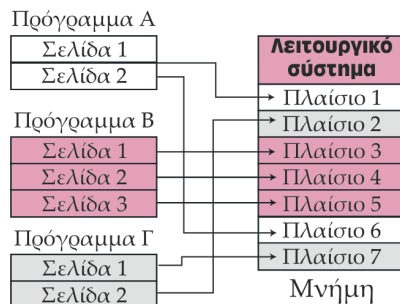 Πρόγραμμα Α
Σελίδα 1
Σελίδα 2
Πρόγραμμα Β
Σελίδα 1
Σελίδα 2
Σελίδα 3
Πρόγραμμα Γ
Σελίδα 1
Σελίδα 2
Λειτουργικό
σύστημα
Πλαίσιο 1
Πλαίσιο 2
Πλαίσιο 3
Πλαίσιο 4
Πλαίσιο 5
Πλαίσιο 6
Πλαίσιο 7
Μνήμη